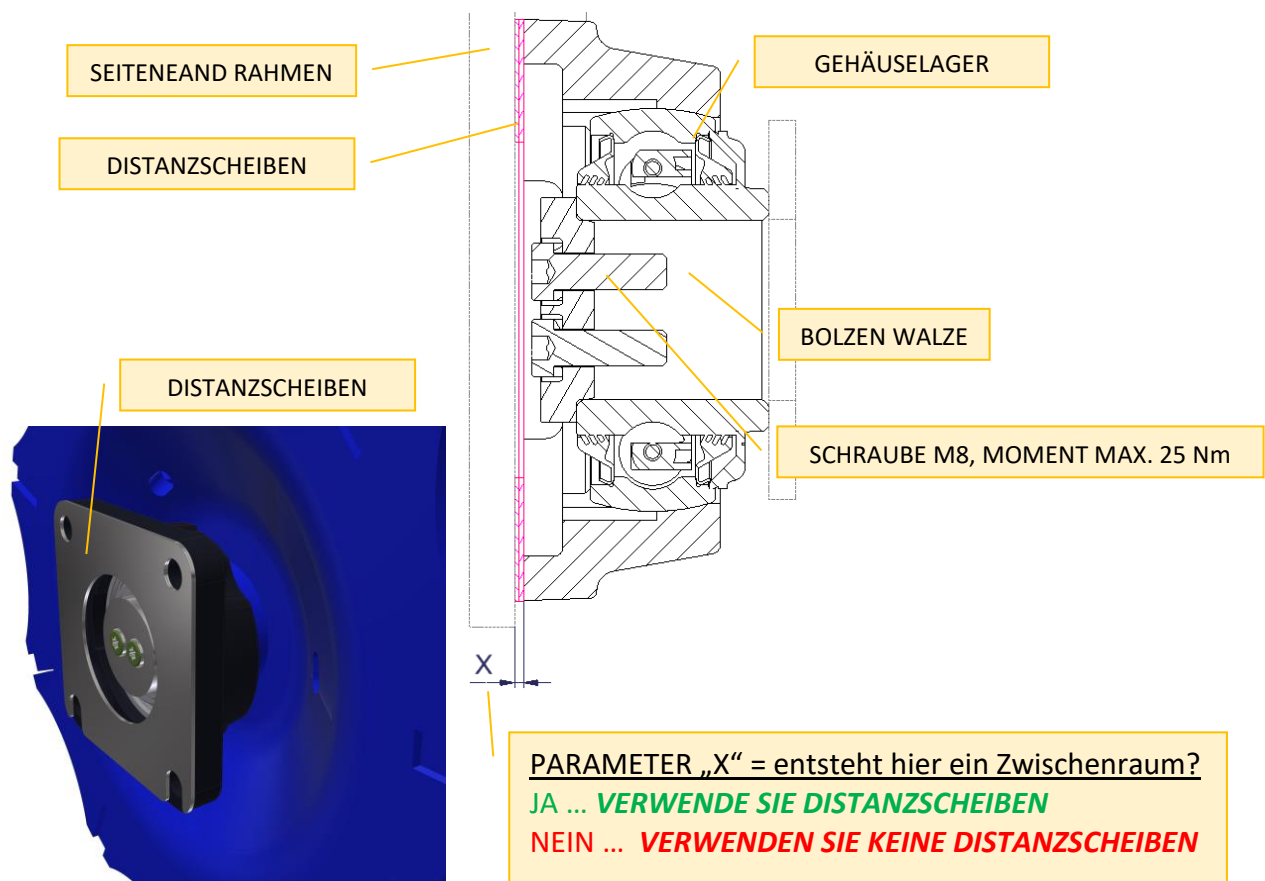 SEITENEAND RAHMEN
GEHÄUSELAGER
DISTANZSCHEIBEN
BOLZEN WALZE
DISTANZSCHEIBEN
SCHRAUBE M8, MOMENT MAX. 25 Nm
X
PARAMETER „X“ = entsteht hier ein Zwischenraum?
JA ... VERWENDE SIE DISTANZSCHEIBEN
NEIN ... VERWENDEN SIE KEINE DISTANZSCHEIBEN